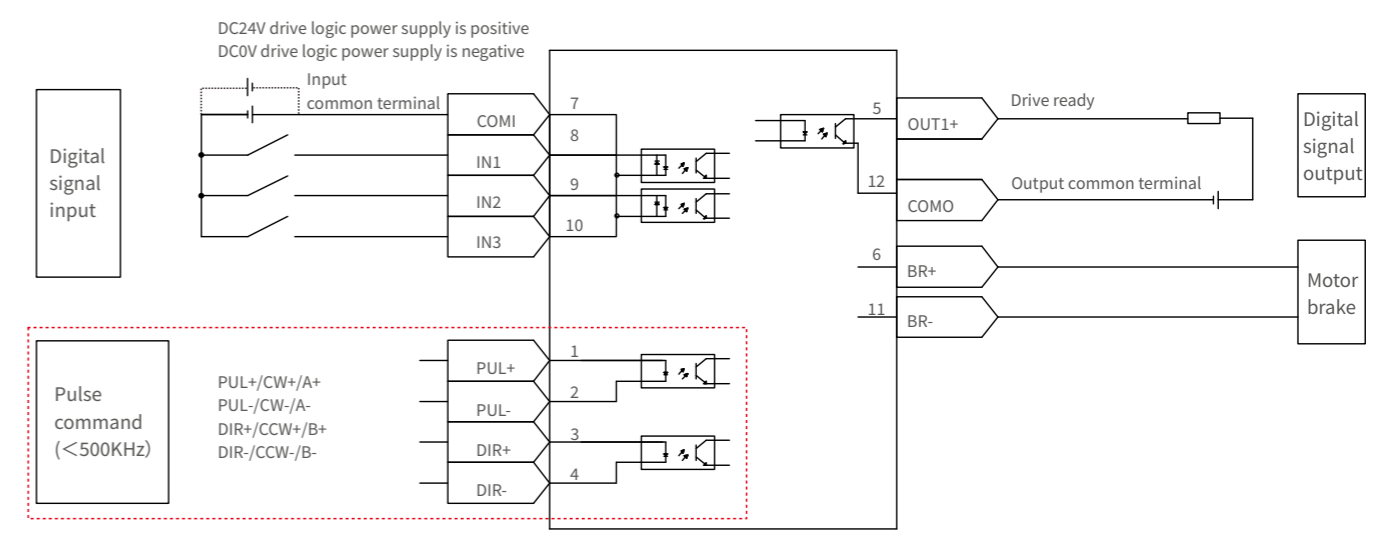 DC24V drive logic power supply is positive
DC0V drive logic power supply is negative
Digital
signal
input
Input
common terminal
COMI
IN1
IN2
IN3
7
8
9
10
5
OUT1+
Drive ready
12
COMO
Output common terminal
Digital
signal
output
6
BR+
11
BR-
Motor
brake
Pulse
command
(＜500KHz)
PUL+/CW+/A+
PUL-/CW-/A-
DIR+/CCW+/B+
DIR-/CCW-/B-
PUL+
PUL-
DIR+
DIR-
1
2
3
4